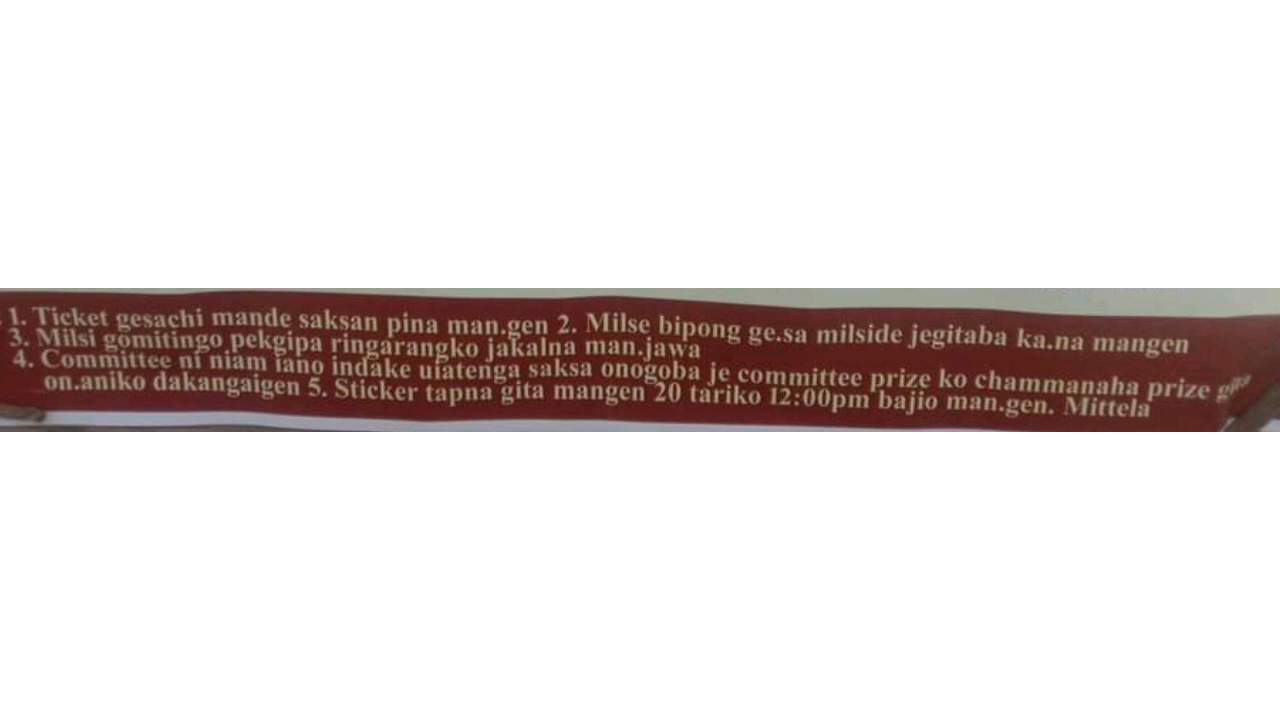 1. Ticket gesachi mande saksan pina man.gen 2. Milse bipong ge.sa milside jegitaba ka.na mangen
3. Milsi gomitingo pekgipa ringarangko jakalna man.jawa
4. Committee ni niam iano indake uiatenga saksa onogoba je committee prize ko chammanaha prize
on.aniko dakangaigen 5. Sticker tapna gita mangen 20 tariko 12:00pm bajio man.gen. Mittela